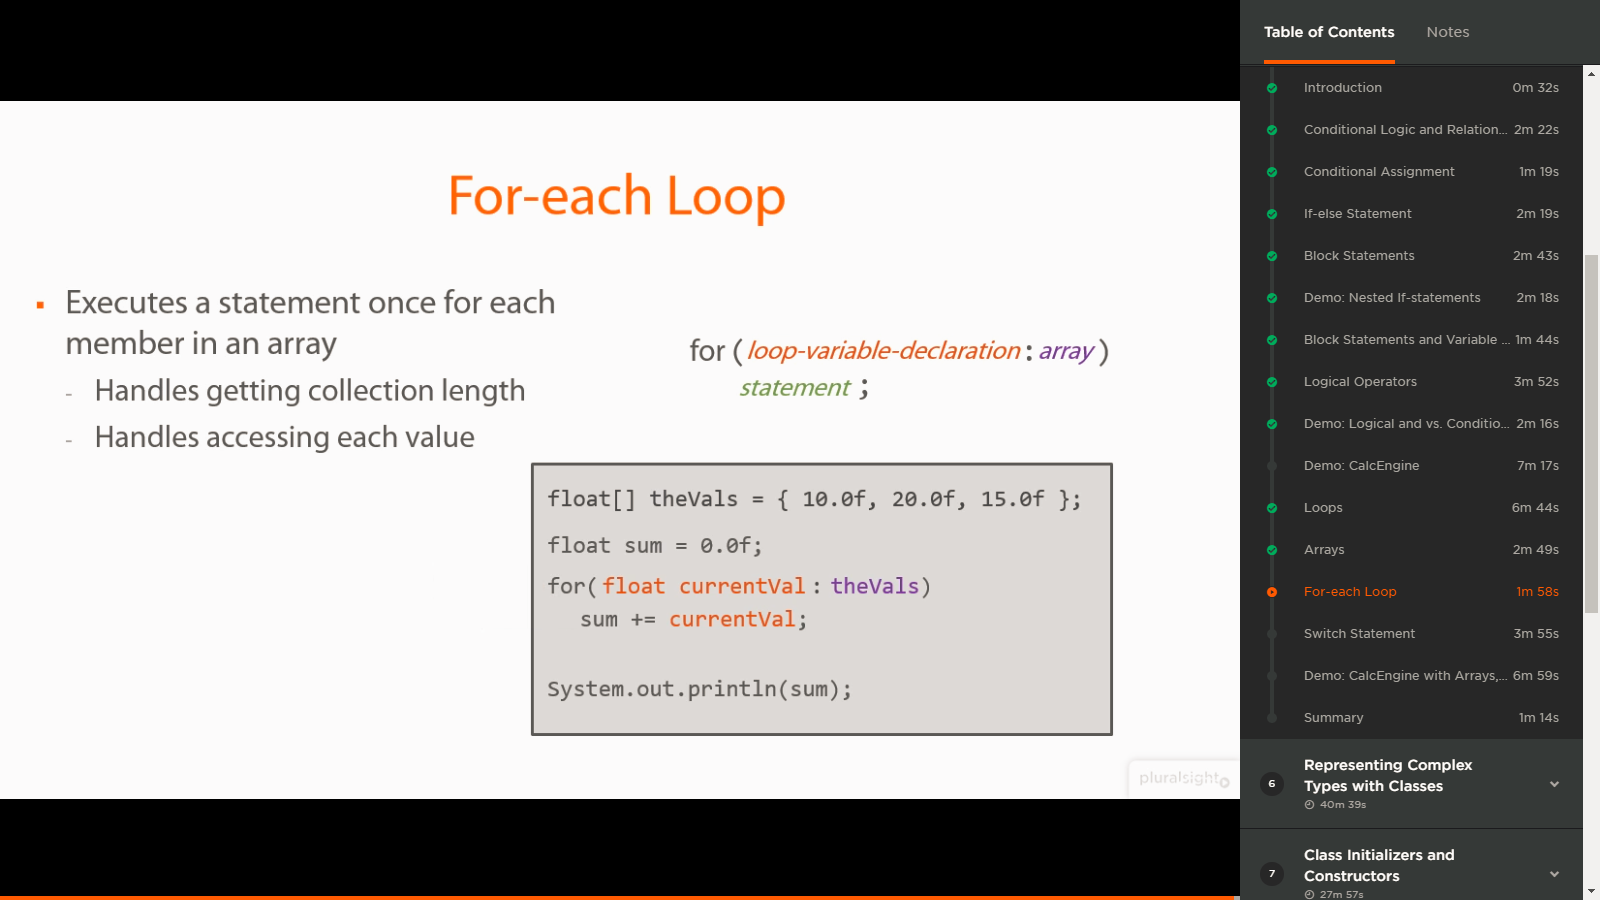 For-each Loop
Executes a statement once for each
member in an array
- Handles getting collection length
- Handles accessing each value
for ( loop-variable-declaration : array )
statement ;
float[] theVals = { 10.0f, 20.0f, 15.0f };
float sum = 0.0f;
for( float currentVal : theVals)
sum += currentVal;
System.out.println(sum);
pluralsight
Table of Contents Notes
Introduction 0m 32s
Conditional Logic and Relation... 2m 22s
Conditional Assignment 1m 19s
If-else Statement 2m 19s
Block Statements 2m 43s
Demo: Nested If-statements 2m 18s
Block Statements and Variable ... 1m 44s
Logical Operators 3m 52s
Demo: Logical and vs. Conditio... 2m 16s
Demo: CalcEngine 7m 17s
Loops 6m 44s
Arrays 2m 49s
For-each Loop 1m 58s
Switch Statement 3m 55s
Demo: CalcEngine with Arrays,... 6m 59s
Summary 1m 14s
6 Representing Complex
Types with Classes
40m 39s
7 Class Initializers and
Constructors
27m 57s